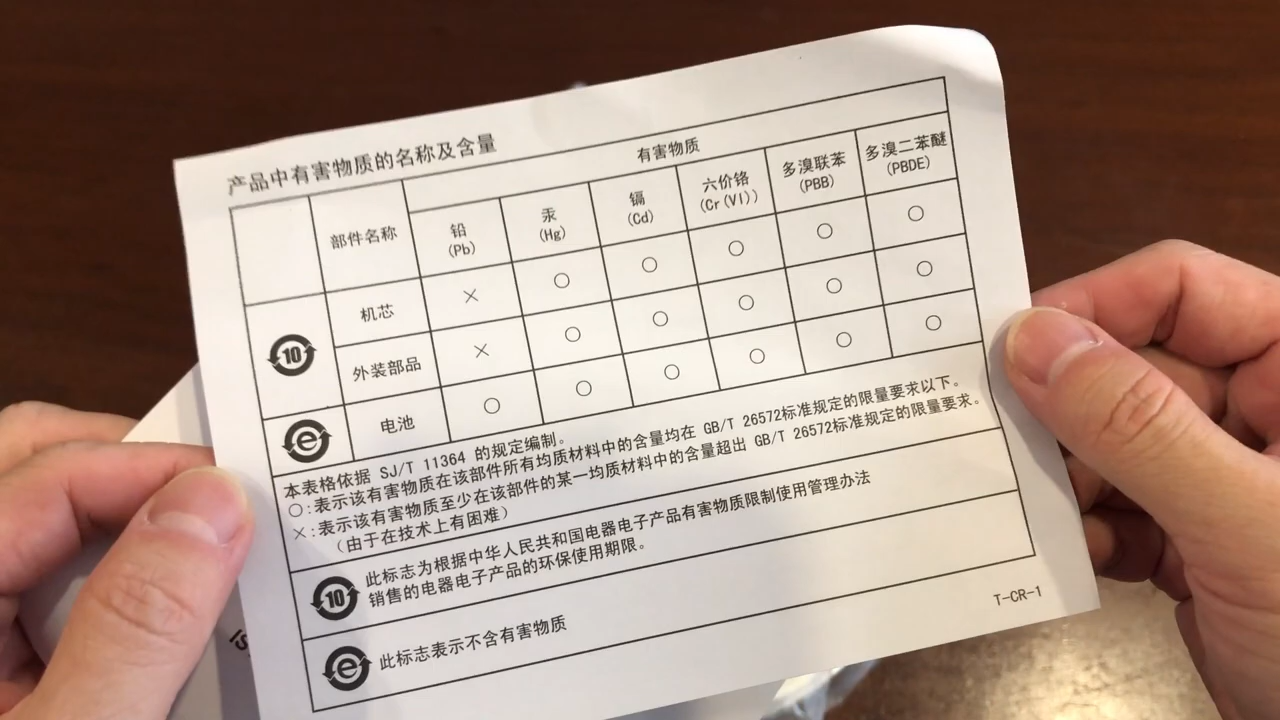 产品中有害物质的名称及含量
部件名称 有害物质
铅 (Pb) 汞 (Hg) 镉 (Cd) 六价铬 (Cr(VI)) 多溴联苯 (PBB) 多溴二苯醚 (PBDE)
10 机芯 × ○ ○ ○ ○ ○
外装部品 × ○ ○ ○ ○ ○
e 电池 ○ ○ ○ ○ ○ ○
本表格依据 SJ/T 11364 的规定编制。
○:表示该有害物质在该部件所有均质材料中的含量均在 GB/T 26572标准规定的限量要求以下。
×:表示该有害物质至少在该部件的某一均质材料中的含量超出 GB/T 26572标准规定的限量要求。
(由于在技术上有困难)
10 此标志为根据中华人民共和国电器电子产品有害物质限制使用管理办法
销售的电器电子产品的环保使用期限。
e 此标志表示不含有害物质
T-CR-1